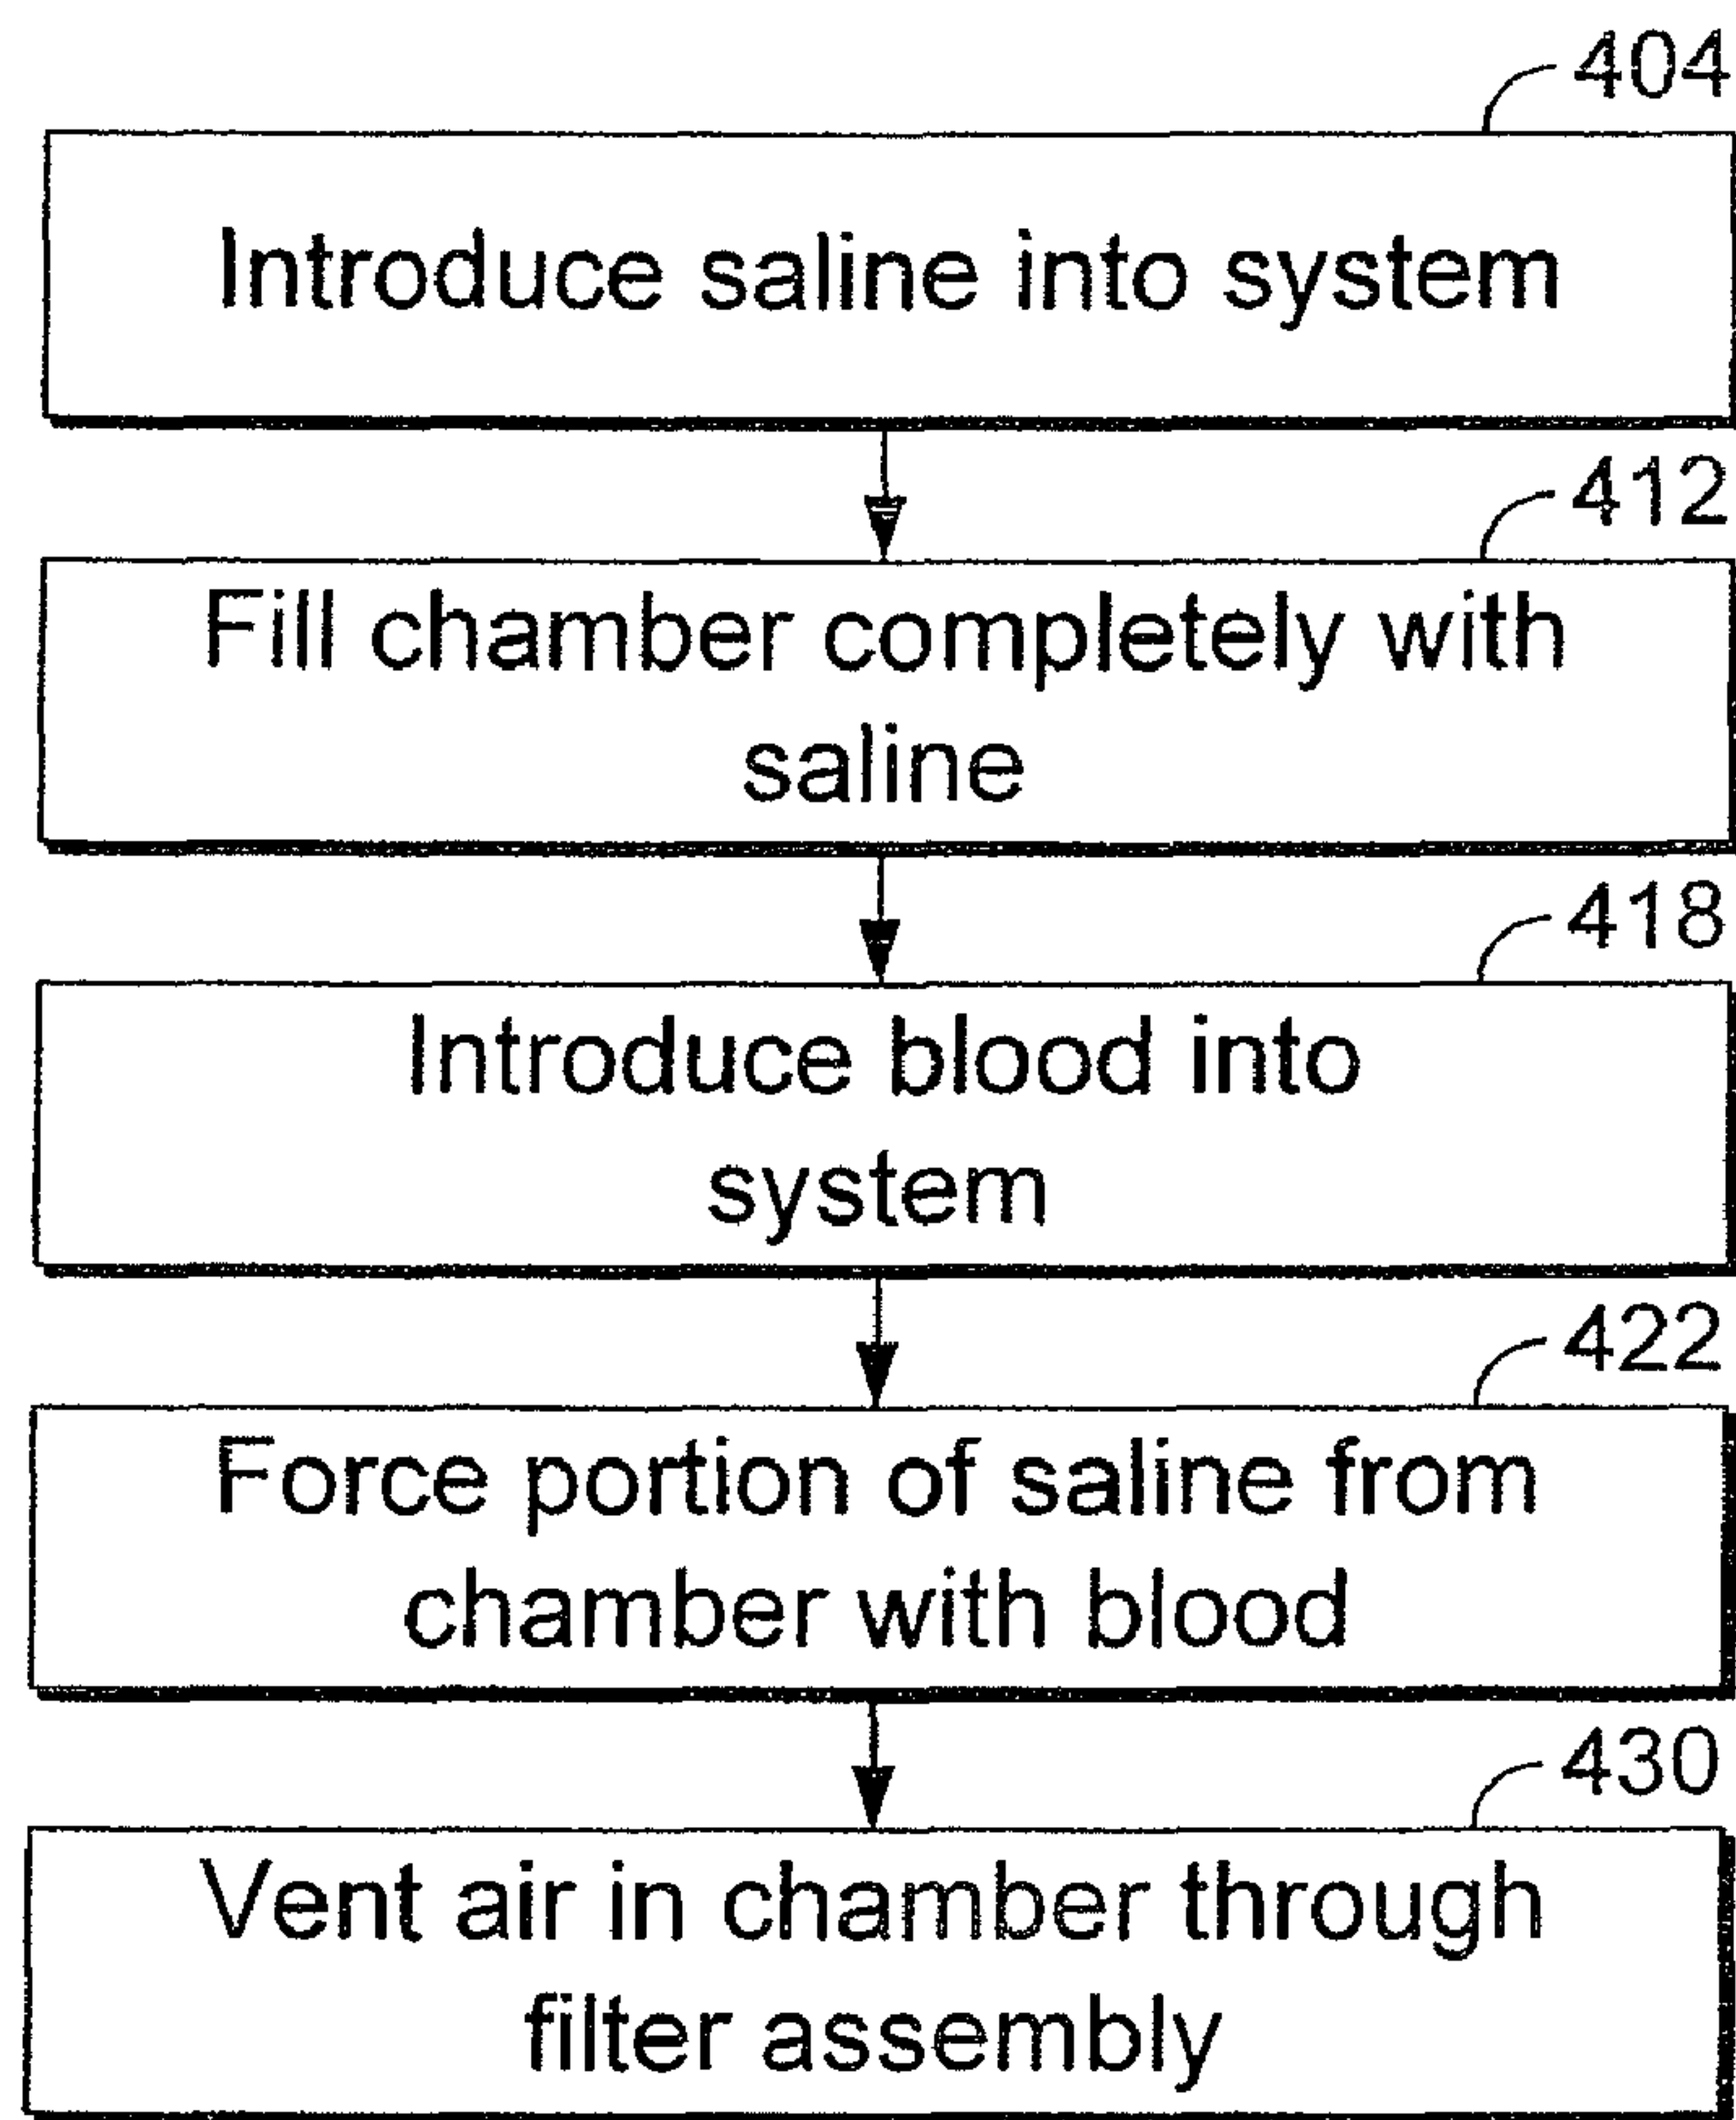 404
Introduce saline into system
412
Fill chamber completely with
saline
418
Introduce blood into
system
422
Force portion of saline from
chamber with blood
430
Vent air in chamber through
filter assembly